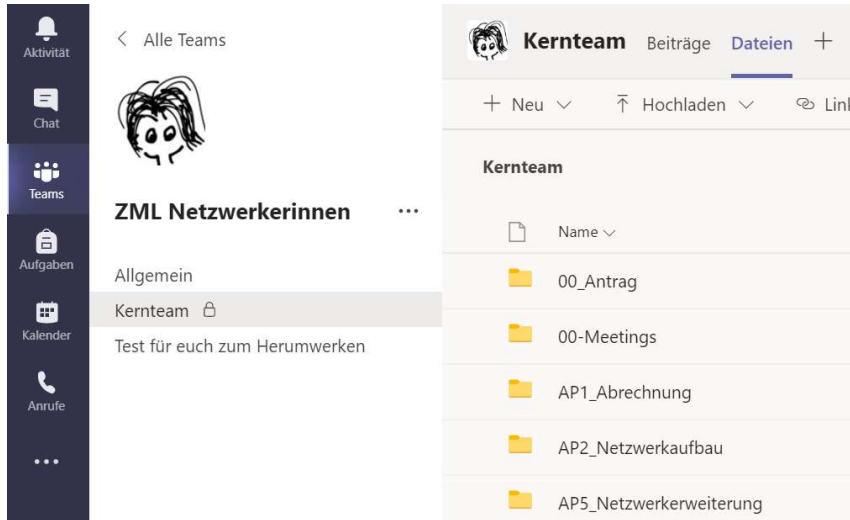 Aktivität
Chat
Teams
Aufgaben
Kalender
Anrufe
Alle Teams
ZML Netzwerkerinnen
Allgemein
Kernteam
Test für euch zum Herumwerken
Kernteam Beiträge Dateien
Neu Hochladen Link
Kernteam
Name
00_Antrag
00-Meetings
AP1_Abrechnung
AP2_Netzwerkaufbau
AP5_Netzwerkerweiterung